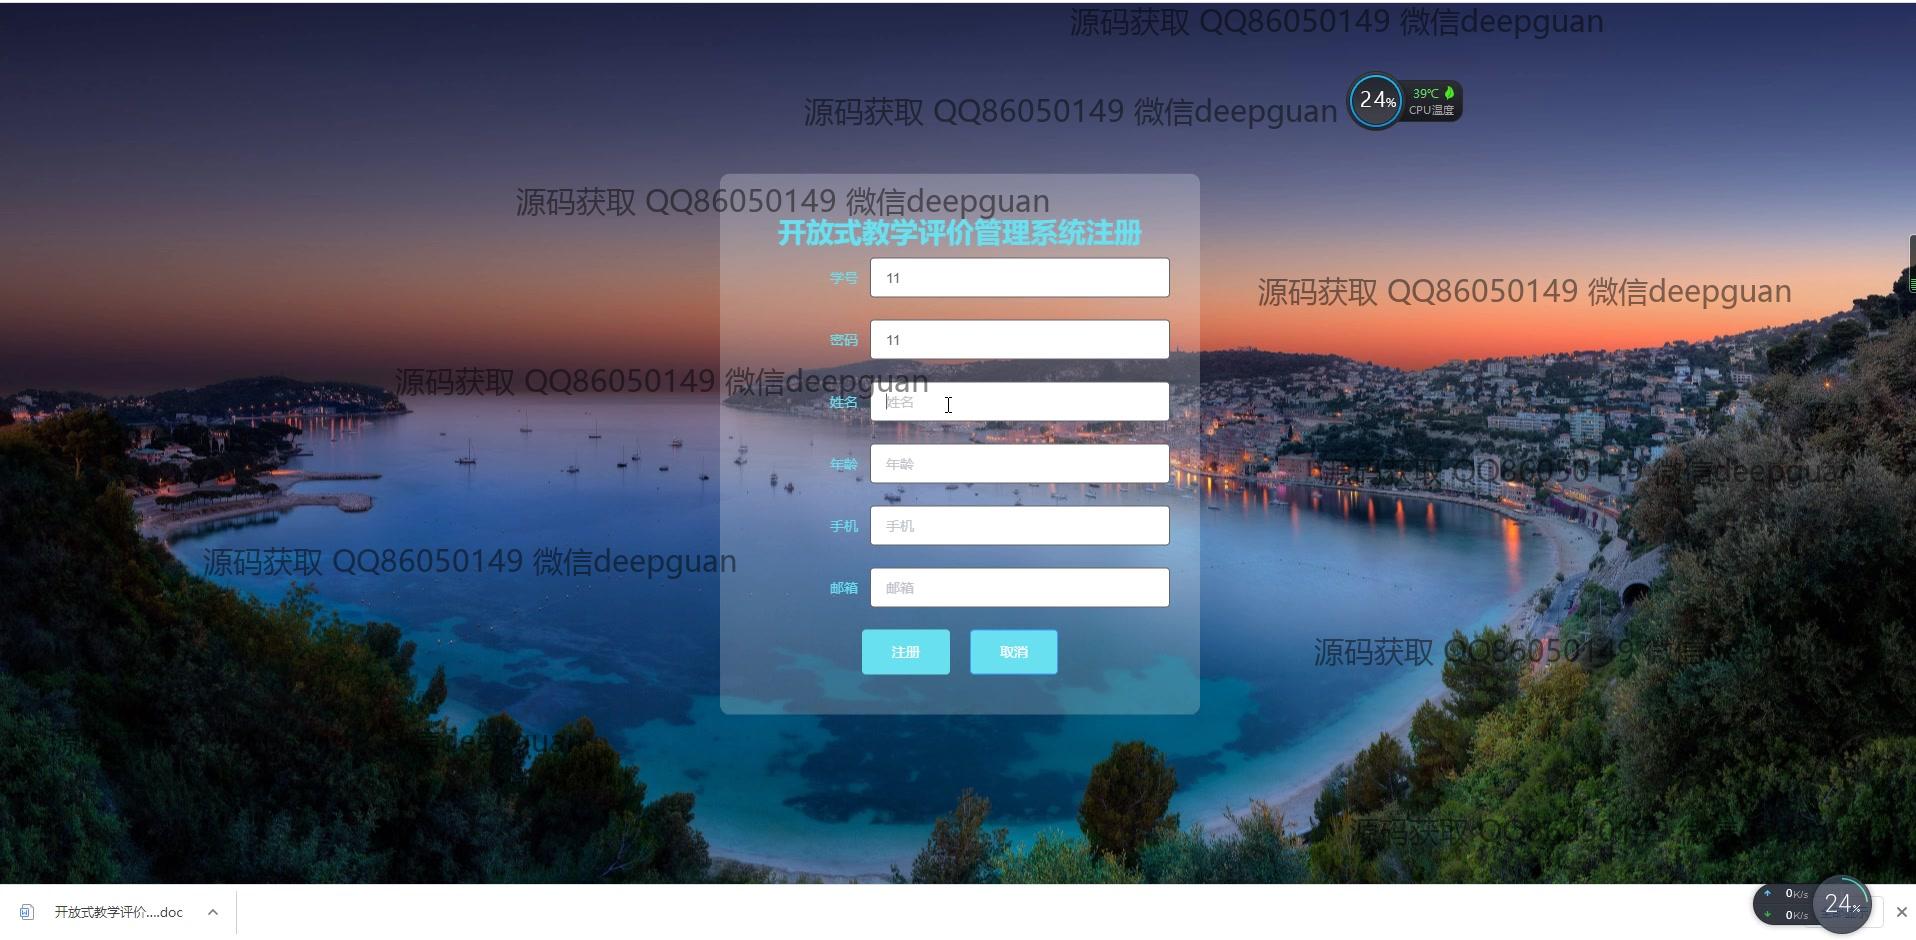 源码获取 QQ86050149 微信deepguan
源码获取 QQ86050149 微信deepguan
24%
39℃
CPU温度
源码获取 QQ86050149 微信deepguan
开放式教学评价管理系统注册
学号 11
源码获取 QQ86050149 微信deepguan
密码 11
源码获取 QQ86050149 微信deepguan
姓名 姓名
年龄 年龄
源码获取 QQ86050149 微信deepguan
手机 手机
源码获取 QQ86050149 微信deepguan
邮箱 邮箱
注册 取消
源码获取 QQ86050149
deepguan
源码获取 QQ86050149
开放式教学评价....doc
0K/s
0K/s
24%